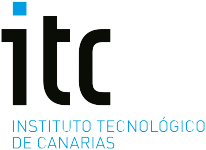 itc
INSTITUTO TECNOLÓGICO
DE CANARIAS